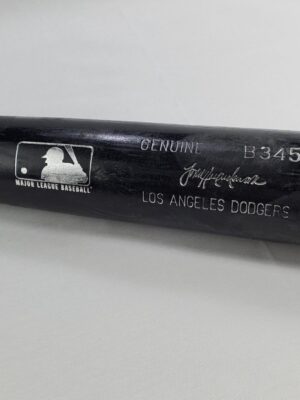 GENUINE B345
LOS ANGELES DODGERS
MAJOR LEAGUE BASEBALL